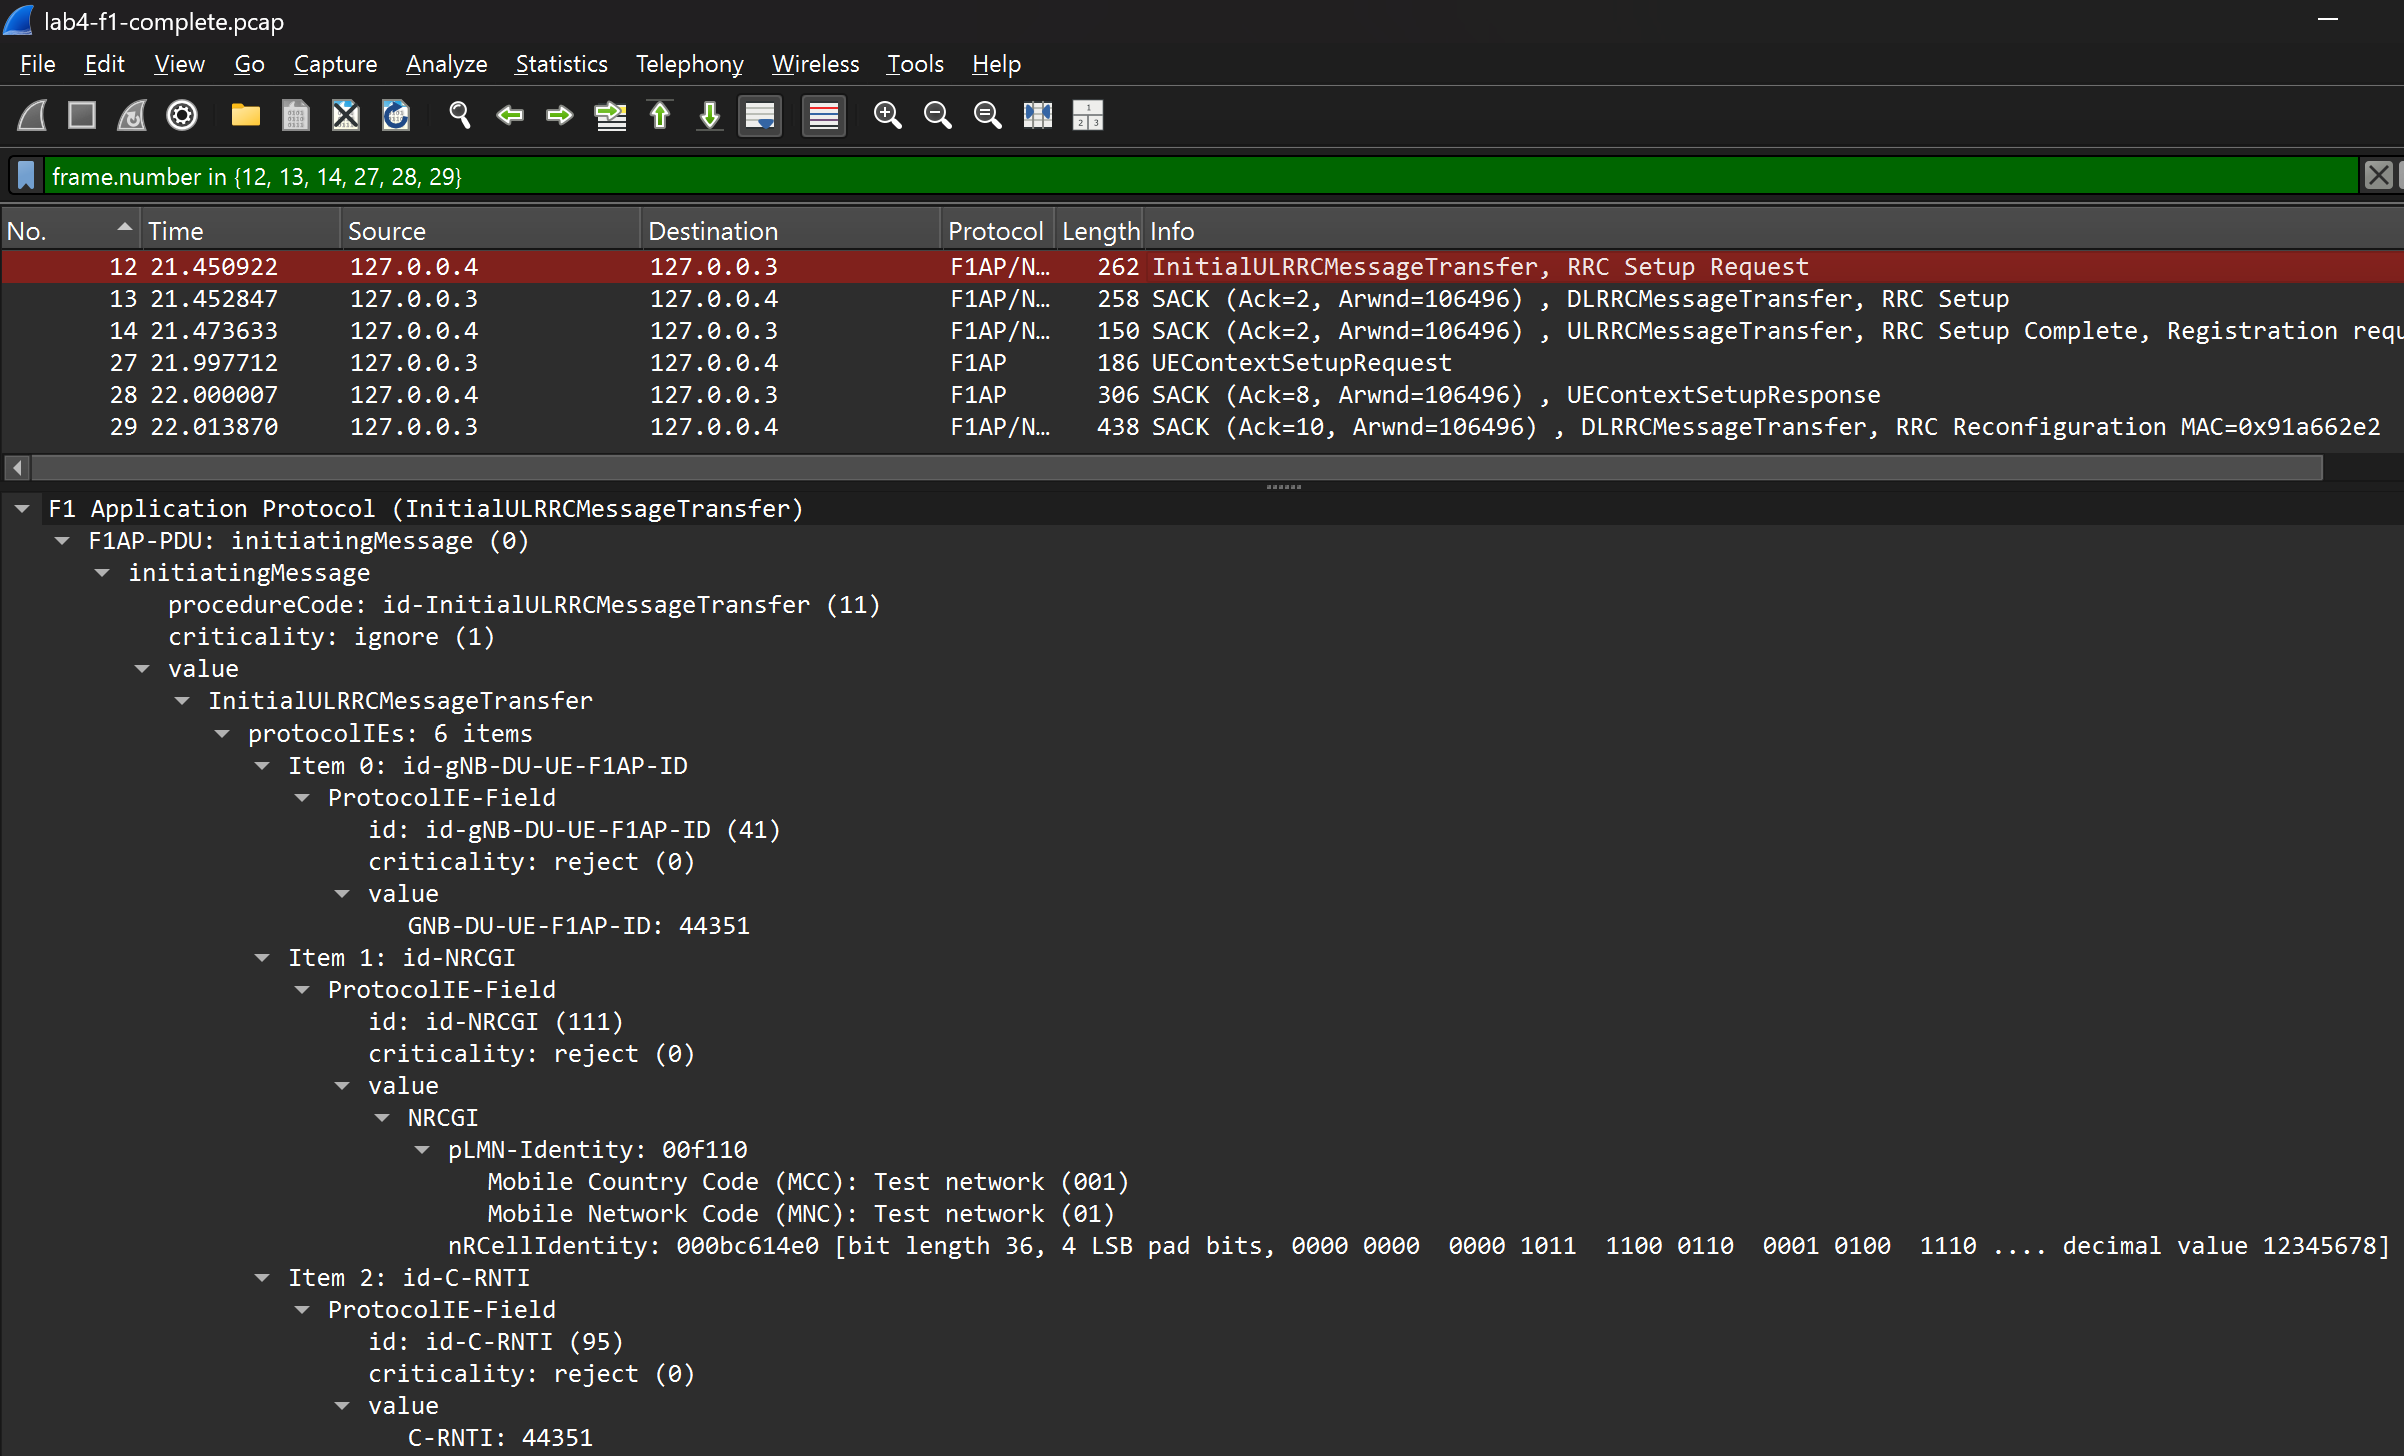 lab4-f1-complete.pcap
File Edit View Go Capture Analyze Statistics Telephony Wireless Tools Help
frame.number in {12, 13, 14, 27, 28, 29}
No. Time Source Destination Protocol Length Info
12 21.450922 127.0.0.4 127.0.0.3 F1AP/N… 262 InitialULRRCMessageTransfer, RRC Setup Request
13 21.452847 127.0.0.3 127.0.0.4 F1AP/N… 258 SACK (Ack=2, Arwnd=106496) , DLRRCMessageTransfer, RRC Setup
14 21.473633 127.0.0.4 127.0.0.3 F1AP/N… 150 SACK (Ack=2, Arwnd=106496) , ULRRCMessageTransfer, RRC Setup Complete, Registration requ
27 21.997712 127.0.0.3 127.0.0.4 F1AP 186 UEContextSetupRequest
28 22.000007 127.0.0.4 127.0.0.3 F1AP 306 SACK (Ack=8, Arwnd=106496) , UEContextSetupResponse
29 22.013870 127.0.0.3 127.0.0.4 F1AP/N… 438 SACK (Ack=10, Arwnd=106496) , DLRRCMessageTransfer, RRC Reconfiguration MAC=0x91a662e2
F1 Application Protocol (InitialULRRCMessageTransfer)
F1AP-PDU: initiatingMessage (0)
initiatingMessage
procedureCode: id-InitialULRRCMessageTransfer (11)
criticality: ignore (1)
value
InitialULRRCMessageTransfer
protocolIEs: 6 items
Item 0: id-gNB-DU-UE-F1AP-ID
ProtocolIE-Field
id: id-gNB-DU-UE-F1AP-ID (41)
criticality: reject (0)
value
GNB-DU-UE-F1AP-ID: 44351
Item 1: id-NRCGI
ProtocolIE-Field
id: id-NRCGI (111)
criticality: reject (0)
value
NRCGI
pLMN-Identity: 00f110
Mobile Country Code (MCC): Test network (001)
Mobile Network Code (MNC): Test network (01)
nRCellIdentity: 000bc614e0 [bit length 36, 4 LSB pad bits, 0000 0000  0000 1011  1100 0110  0001 0100  1110 .... decimal value 12345678]
Item 2: id-C-RNTI
ProtocolIE-Field
id: id-C-RNTI (95)
criticality: reject (0)
value
C-RNTI: 44351